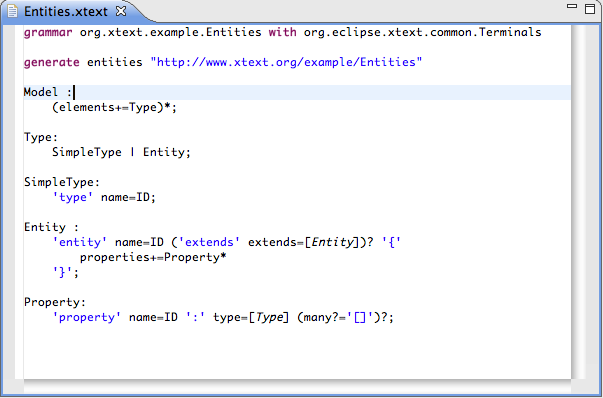 Entities.xtext
grammar org.xtext.example.Entities with org.eclipse.xtext.common.Terminals
generate entities "http://www.xtext.org/example/Entities"
Model :
(elements+=Type)*;
Type:
SimpleType | Entity;
SimpleType:
'type' name=ID;
Entity :
'entity' name=ID ('extends' extends=[Entity])? '{'
properties+=Property*
'}';
Property:
'property' name=ID ':' type=[Type] (many?='[]')?;